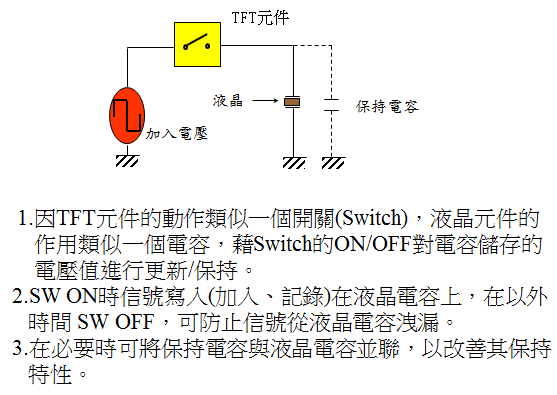 TFT元件
液晶
保持電容
加入電壓
1.因TFT元件的動作類似一個開關(Switch)，液晶元件的
作用類似一個電容，藉Switch的ON/OFF對電容儲存的
電壓值進行更新/保持。
2.SW ON時信號寫入(加入、記錄)在液晶電容上，在以外
時間 SW OFF，可防止信號從液晶電容洩漏。
3.在必要時可將保持電容與液晶電容並聯，以改善其保持
特性。